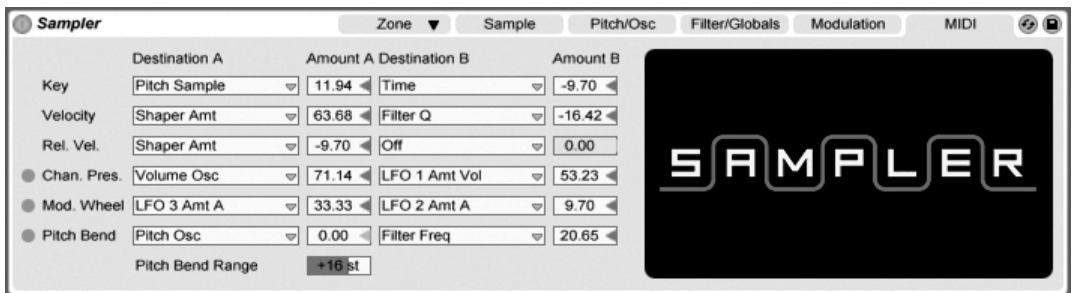 Sampler Zone ▼ Sample Pitch/Osc Filter/Globals Modulation MIDI
Destination A Amount A Destination B Amount B
Key Pitch Sample 11.94 Time -9.70
Velocity Shaper Amt 63.68 Filter Q -16.42
Rel. Vel. Shaper Amt -9.70 Off 0.00
Chan. Pres. Volume Osc 71.14 LFO 1 Amt Vol 53.23
Mod. Wheel LFO 3 Amt A 33.33 LFO 2 Amt A 9.70
Pitch Bend Pitch Osc 0.00 Filter Freq 20.65
Pitch Bend Range +16 st
SAMPLER